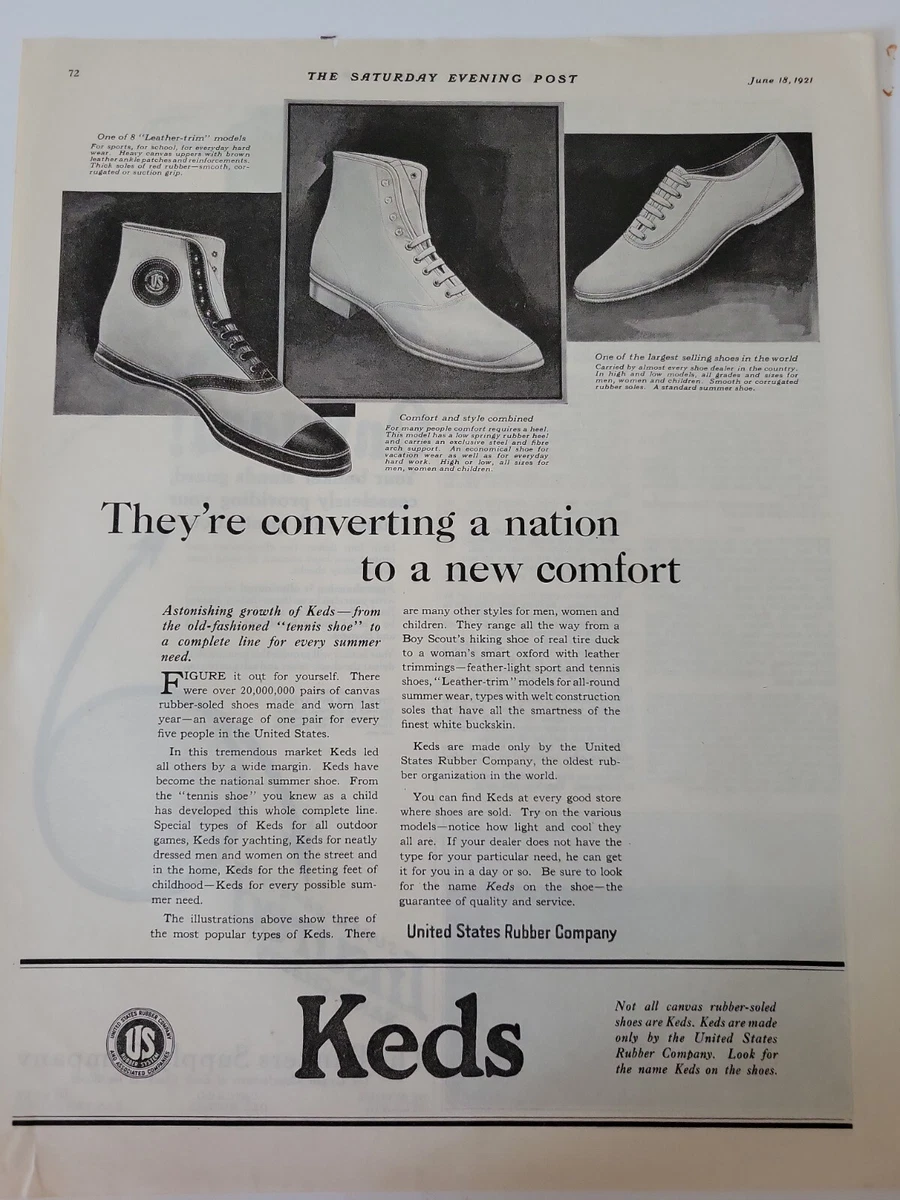 72
THE SATURDAY EVENING POST
June 18, 1921
One of 8 "Leather-trim" models
For sports, for school, for everyday hard
wear. Heavy canvas uppers with brown
leather ankle patches and reinforcements.
Thick soles of red rubber—smooth, cor-
rugated or suction grip.
US
One of the largest selling shoes in the world
Carried by almost every shoe dealer in the country.
In high and low models, all grades and sizes for
men, women and children. Smooth or corrugated
rubber soles. A standard summer shoe.
Comfort and style combined
For many people comfort requires a heel.
This model has a low springy rubber heel
and carries an exclusive steel and fibre
arch support. An economical shoe for
vacation wear as well as for everyday
hard work. High or low, all sizes for
men, women and children.
They're converting a nation
to a new comfort
Astonishing growth of Keds—from
the old-fashioned "tennis shoe" to
a complete line for every summer
need.
FIGURE it out for yourself. There
were over 20,000,000 pairs of canvas
rubber-soled shoes made and worn last
year—an average of one pair for every
five people in the United States.
In this tremendous market Keds led
all others by a wide margin. Keds have
become the national summer shoe. From
the "tennis shoe" you knew as a child
has developed this whole complete line.
Special types of Keds for all outdoor
games, Keds for yachting, Keds for neatly
dressed men and women on the street and
in the home, Keds for the fleeting feet of
childhood—Keds for every possible sum-
mer need.
The illustrations above show three of
the most popular types of Keds. There
are many other styles for men, women and
children. They range all the way from a
Boy Scout's hiking shoe of real tire duck
to a woman's smart oxford with leather
trimmings—feather-light sport and tennis
shoes, "Leather-trim" models for all-round
summer wear, types with welt construction
soles that have all the smartness of the
finest white buckskin.
Keds are made only by the United
States Rubber Company, the oldest rub-
ber organization in the world.
You can find Keds at every good store
where shoes are sold. Try on the various
models—notice how light and cool they
all are. If your dealer does not have the
type for your particular need, he can get
it for you in a day or so. Be sure to look
for the name Keds on the shoe—the
guarantee of quality and service.
United States Rubber Company
UNITED STATES RUBBER COMPANY
US
RUBBER SYSTEM
AND ASSOCIATED COMPANIES
Keds
Not all canvas rubber-soled
shoes are Keds. Keds are made
only by the United States
Rubber Company. Look for
the name Keds on the shoes.